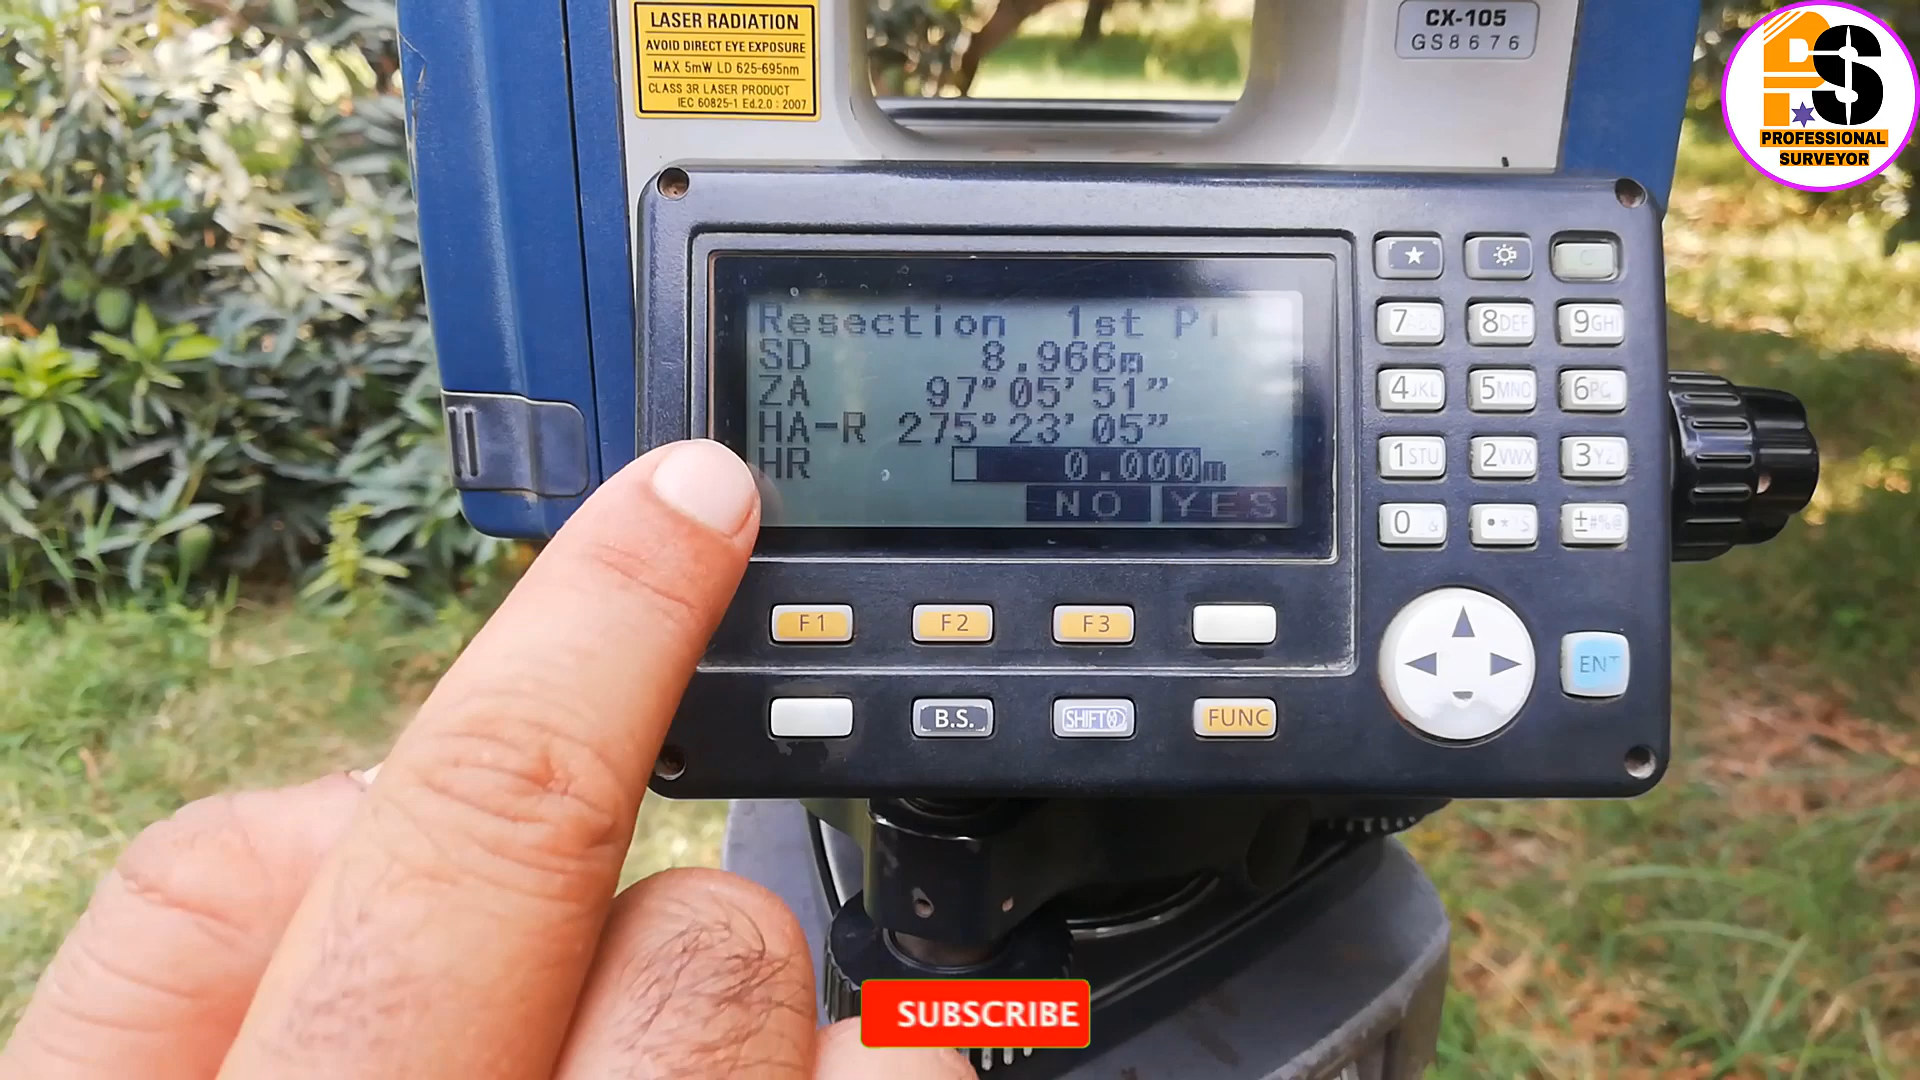 LASER RADIATION
AVOID DIRECT EYE EXPOSURE
MAX 5mW LD 625-695nm
CLASS 3R LASER PRODUCT
IEC 60825-1 Ed.2.0 : 2007
CX-105
GS8676
PS
PROFESSIONAL
SURVEYOR
Resection 1st
SD 8.966m
ZA 97°05'51"
HA-R 275°23'05"
HR 0.000m
NO YES
7 8DEF 9GHI
4JKL 5MNO 6
1STU 2VWX 3YZ
0 . ±#%@
F1 F2 F3
B.S. SHIFT FUNC
ENT
SUBSCRIBE